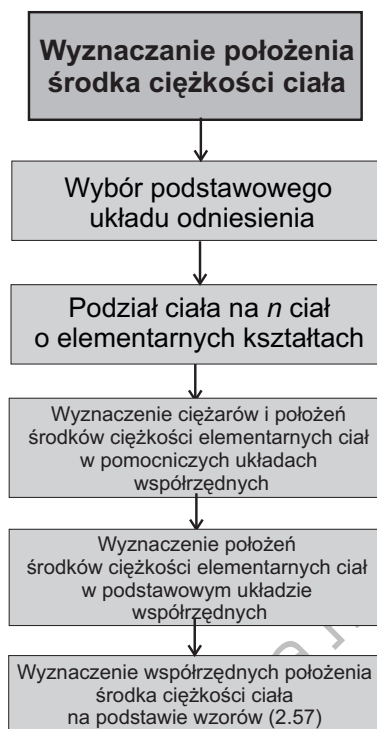 Wyznaczanie położenia
środka ciężkości ciała
Wybór podstawowego
układu odniesienia
Podział ciała na n ciał
o elementarnych kształtach
Wyznaczenie ciężarów i położeń
środków ciężkości elementarnych ciał
w pomocniczych układach
współrzędnych
Wyznaczenie położeń
środków ciężkości elementarnych ciał
w podstawowym układzie
współrzędnych
Wyznaczenie współrzędnych położenia
środka ciężkości ciała
na podstawie wzorów (2.57)